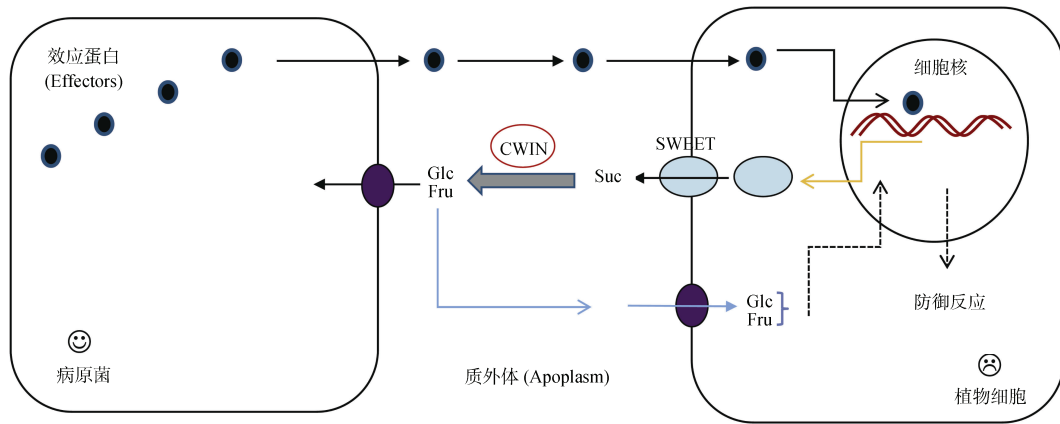 效应蛋白
(Effectors)
细胞核
CWIN
SWEET
Glc
Fru
Suc
Glc
Fru
防御反应
病原菌
质外体 (Apoplasm)
植物细胞